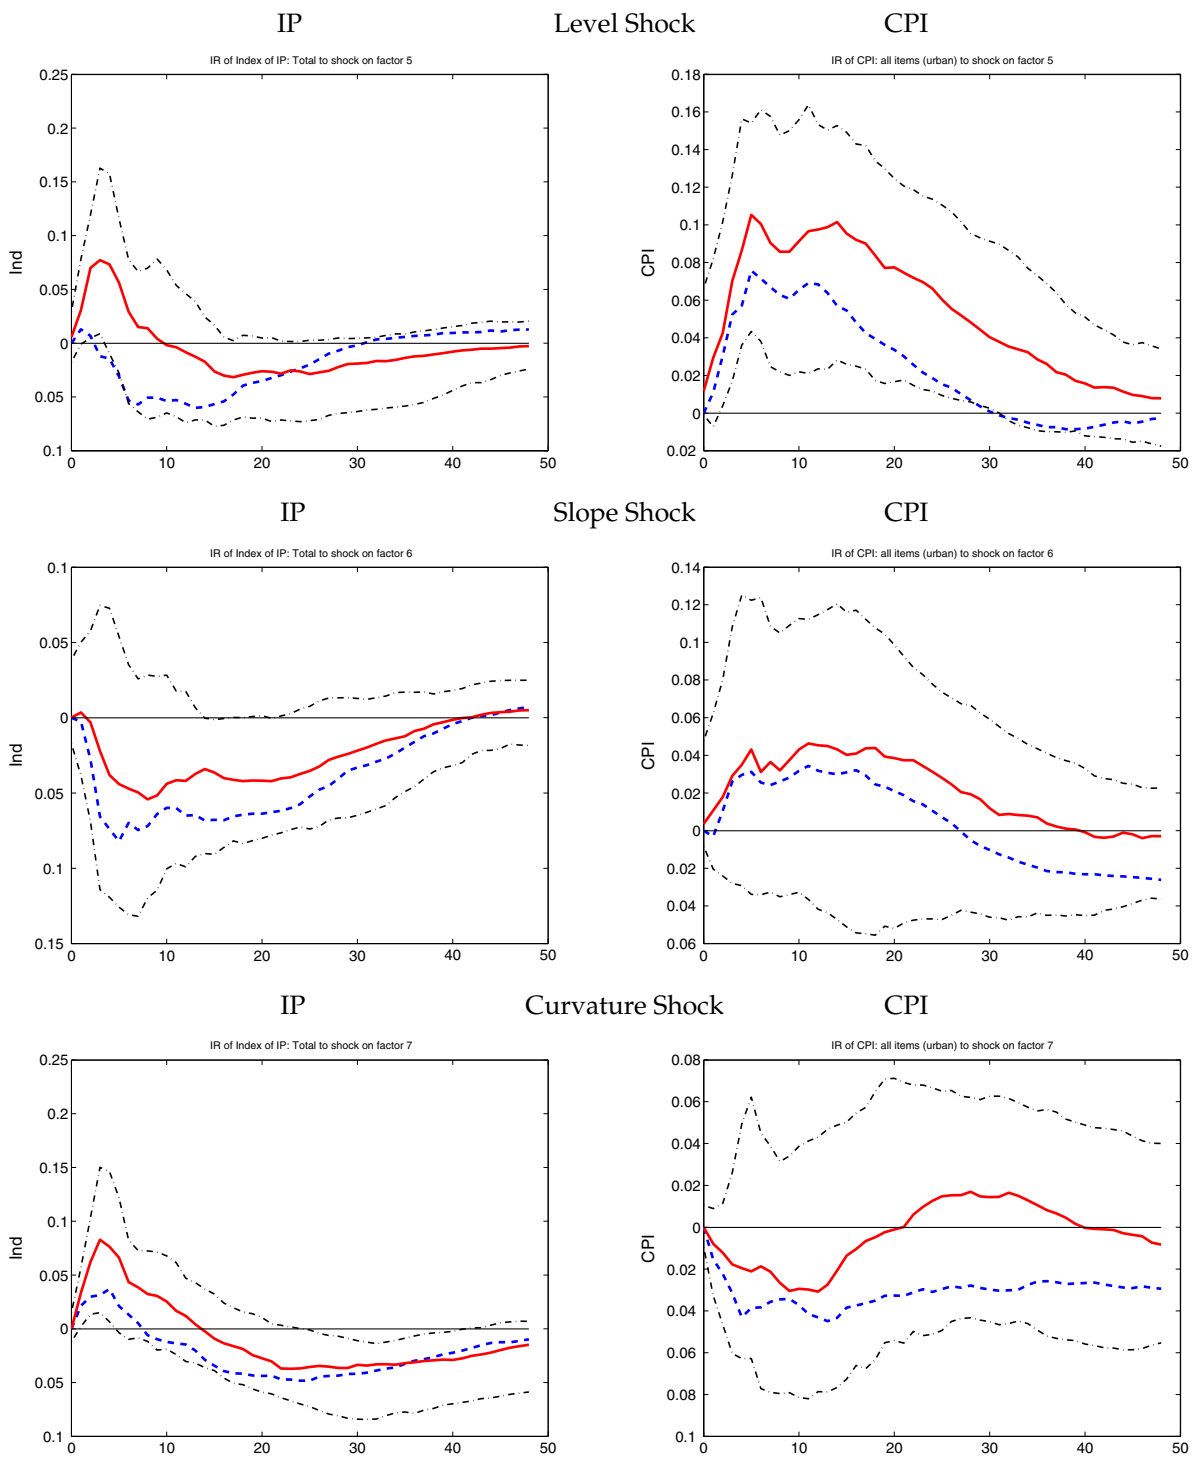 IP Level Shock CPI
IR of Index of IP: Total to shock on factor 5
0.25
0.2
0.15
0.1
0.05
0
0.05
0.1
Ind
0 10 20 30 40 50
IR of CPI: all items (urban) to shock on factor 5
0.18
0.16
0.14
0.12
0.1
0.08
0.06
0.04
0.02
0
0.02
CPI
0 10 20 30 40 50
IP Slope Shock CPI
IR of Index of IP: Total to shock on factor 6
0.1
0.05
0
0.05
0.1
0.15
Ind
0 10 20 30 40 50
IR of CPI: all items (urban) to shock on factor 6
0.14
0.12
0.1
0.08
0.06
0.04
0.02
0
0.02
0.04
0.06
CPI
0 10 20 30 40 50
IP Curvature Shock CPI
IR of Index of IP: Total to shock on factor 7
0.25
0.2
0.15
0.1
0.05
0
0.05
0.1
Ind
0 10 20 30 40 50
IR of CPI: all items (urban) to shock on factor 7
0.08
0.06
0.04
0.02
0
0.02
0.04
0.06
0.08
0.1
CPI
0 10 20 30 40 50